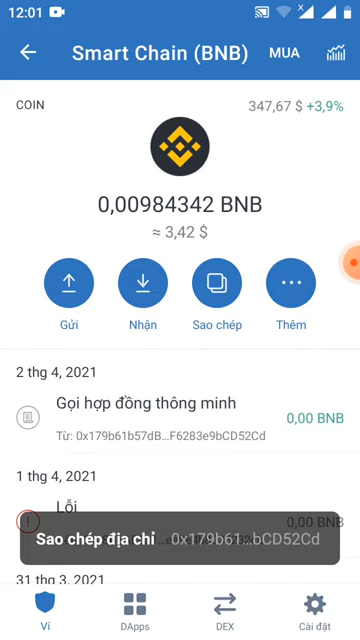 12:01
Smart Chain (BNB) MUA
COIN 347,67 $ +3,9%
0,00984342 BNB
≈ 3,42 $
Gửi Nhận Sao chép Thêm
2 thg 4, 2021
Gọi hợp đồng thông minh 0,00 BNB
Từ: 0x179b61b57dB...F6283e9bCD52Cd
1 thg 4, 2021
Lỗi
0,00 BNB
Sao chép địa chỉ 0x179b61...bCD52Cd
31 thg 3, 2021
Ví DApps DEX Cài đặt